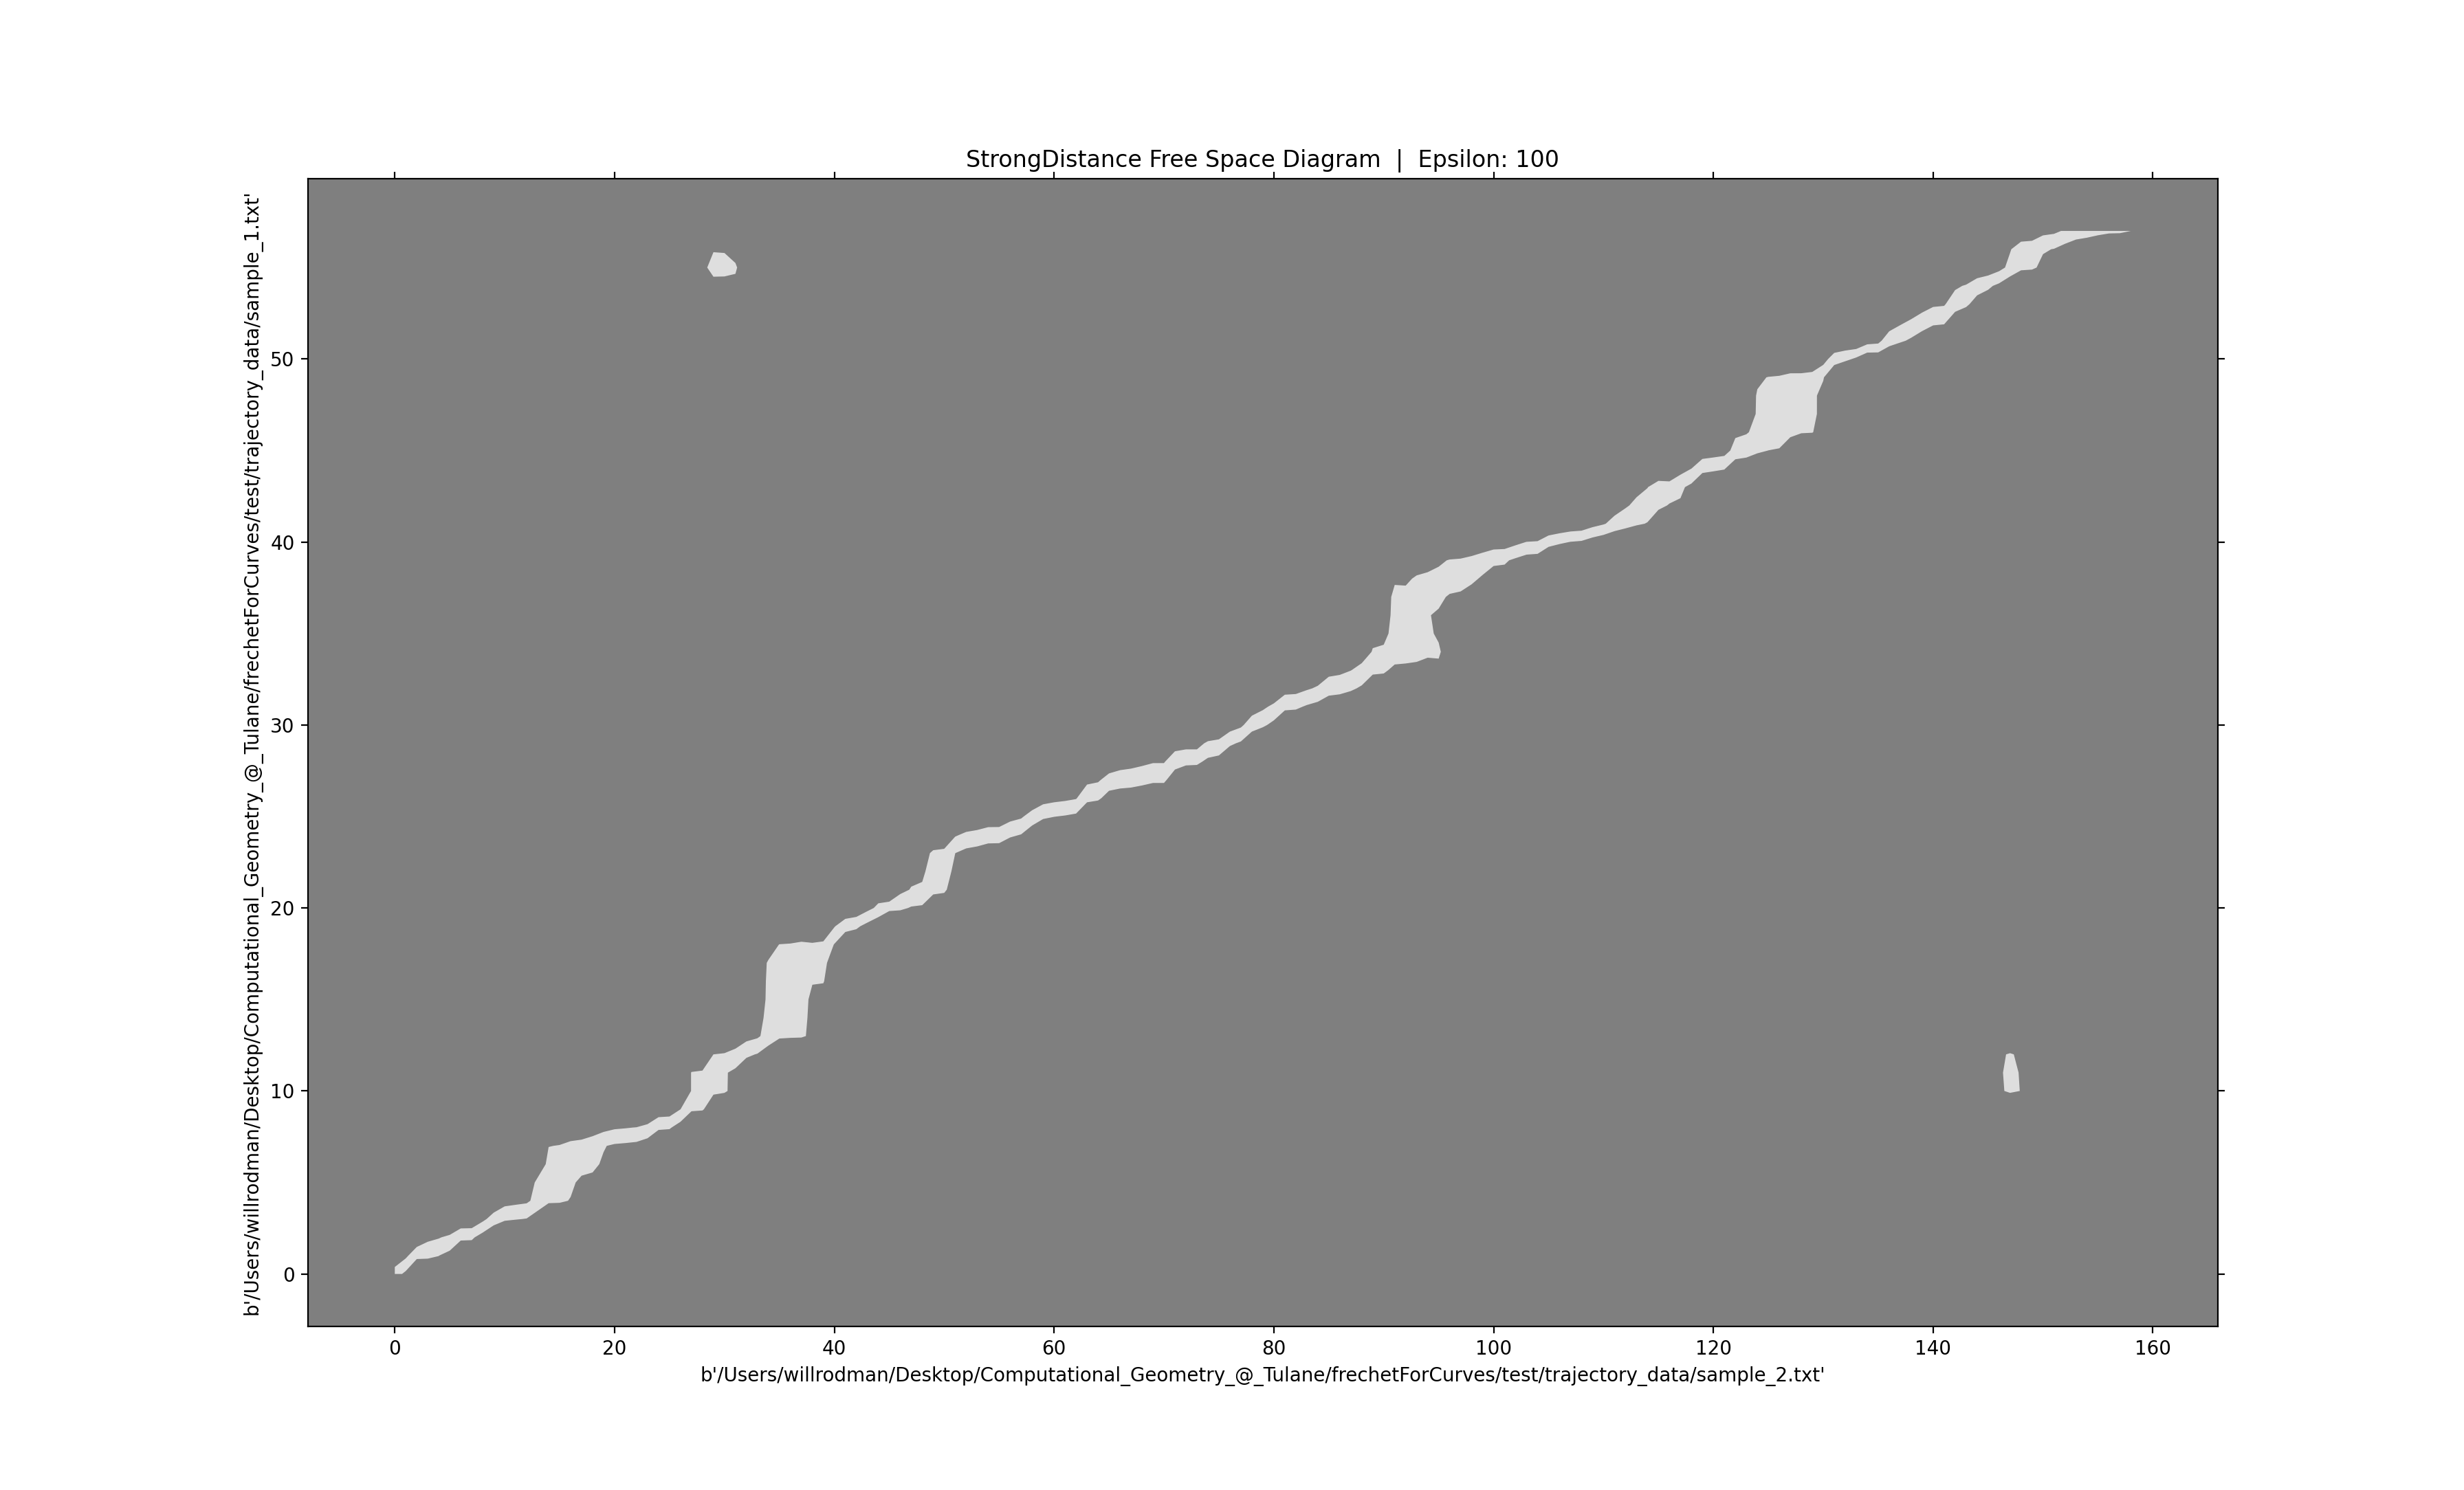 StrongDistance Free Space Diagram | Epsilon: 100
b'/Users/willrodman/Desktop/Computational_Geometry_@_Tulane/frechetForCurves/test/trajectory_data/sample_1.txt'
50
40
30
20
10
0
0 20 40 60 80 100 120 140 160
b'/Users/willrodman/Desktop/Computational_Geometry_@_Tulane/frechetForCurves/test/trajectory_data/sample_2.txt'